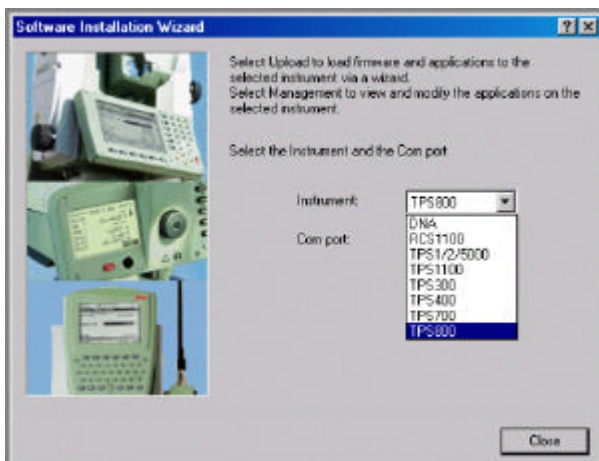 Software Installation Wizard
Select Upload to load firmware and applications to the
selected instrument via a wizard.
Select Management to view and modify the applications on the
selected instrument.
Select the Instrument and the Com port
Instrument:
TPS800
Com port:
DNA
RCS1100
TPS1/2/5000
TPS1100
TPS300
TPS400
TPS700
TPS800
Close